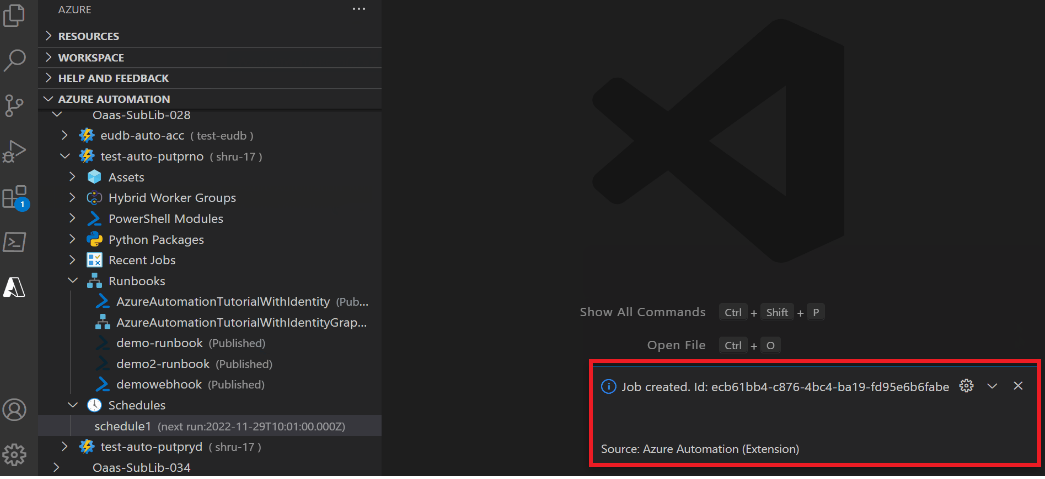 AZURE
RESOURCES
WORKSPACE
HELP AND FEEDBACK
AZURE AUTOMATION
Oaas-SubLib-028
eudb-auto-acc ( test-eudb )
test-auto-putprno ( shru-17 )
Assets
Hybrid Worker Groups
PowerShell Modules
Python Packages
Recent Jobs
Runbooks
AzureAutomationTutorialWithIdentity (Pub...
AzureAutomationTutorialWithIdentityGrap...
demo-runbook (Published)
demo2-runbook (Published)
demowebhook (Published)
Schedules
schedule1 (next run:2022-11-29T10:01:00.000Z)
test-auto-putpryd ( shru-17 )
Oaas-SubLib-034
1
Show All Commands Ctrl + Shift + P
Open File Ctrl + O
Job created. Id: ecb61bb4-c876-4bc4-ba19-fd95e6b6fabe
Source: Azure Automation (Extension)